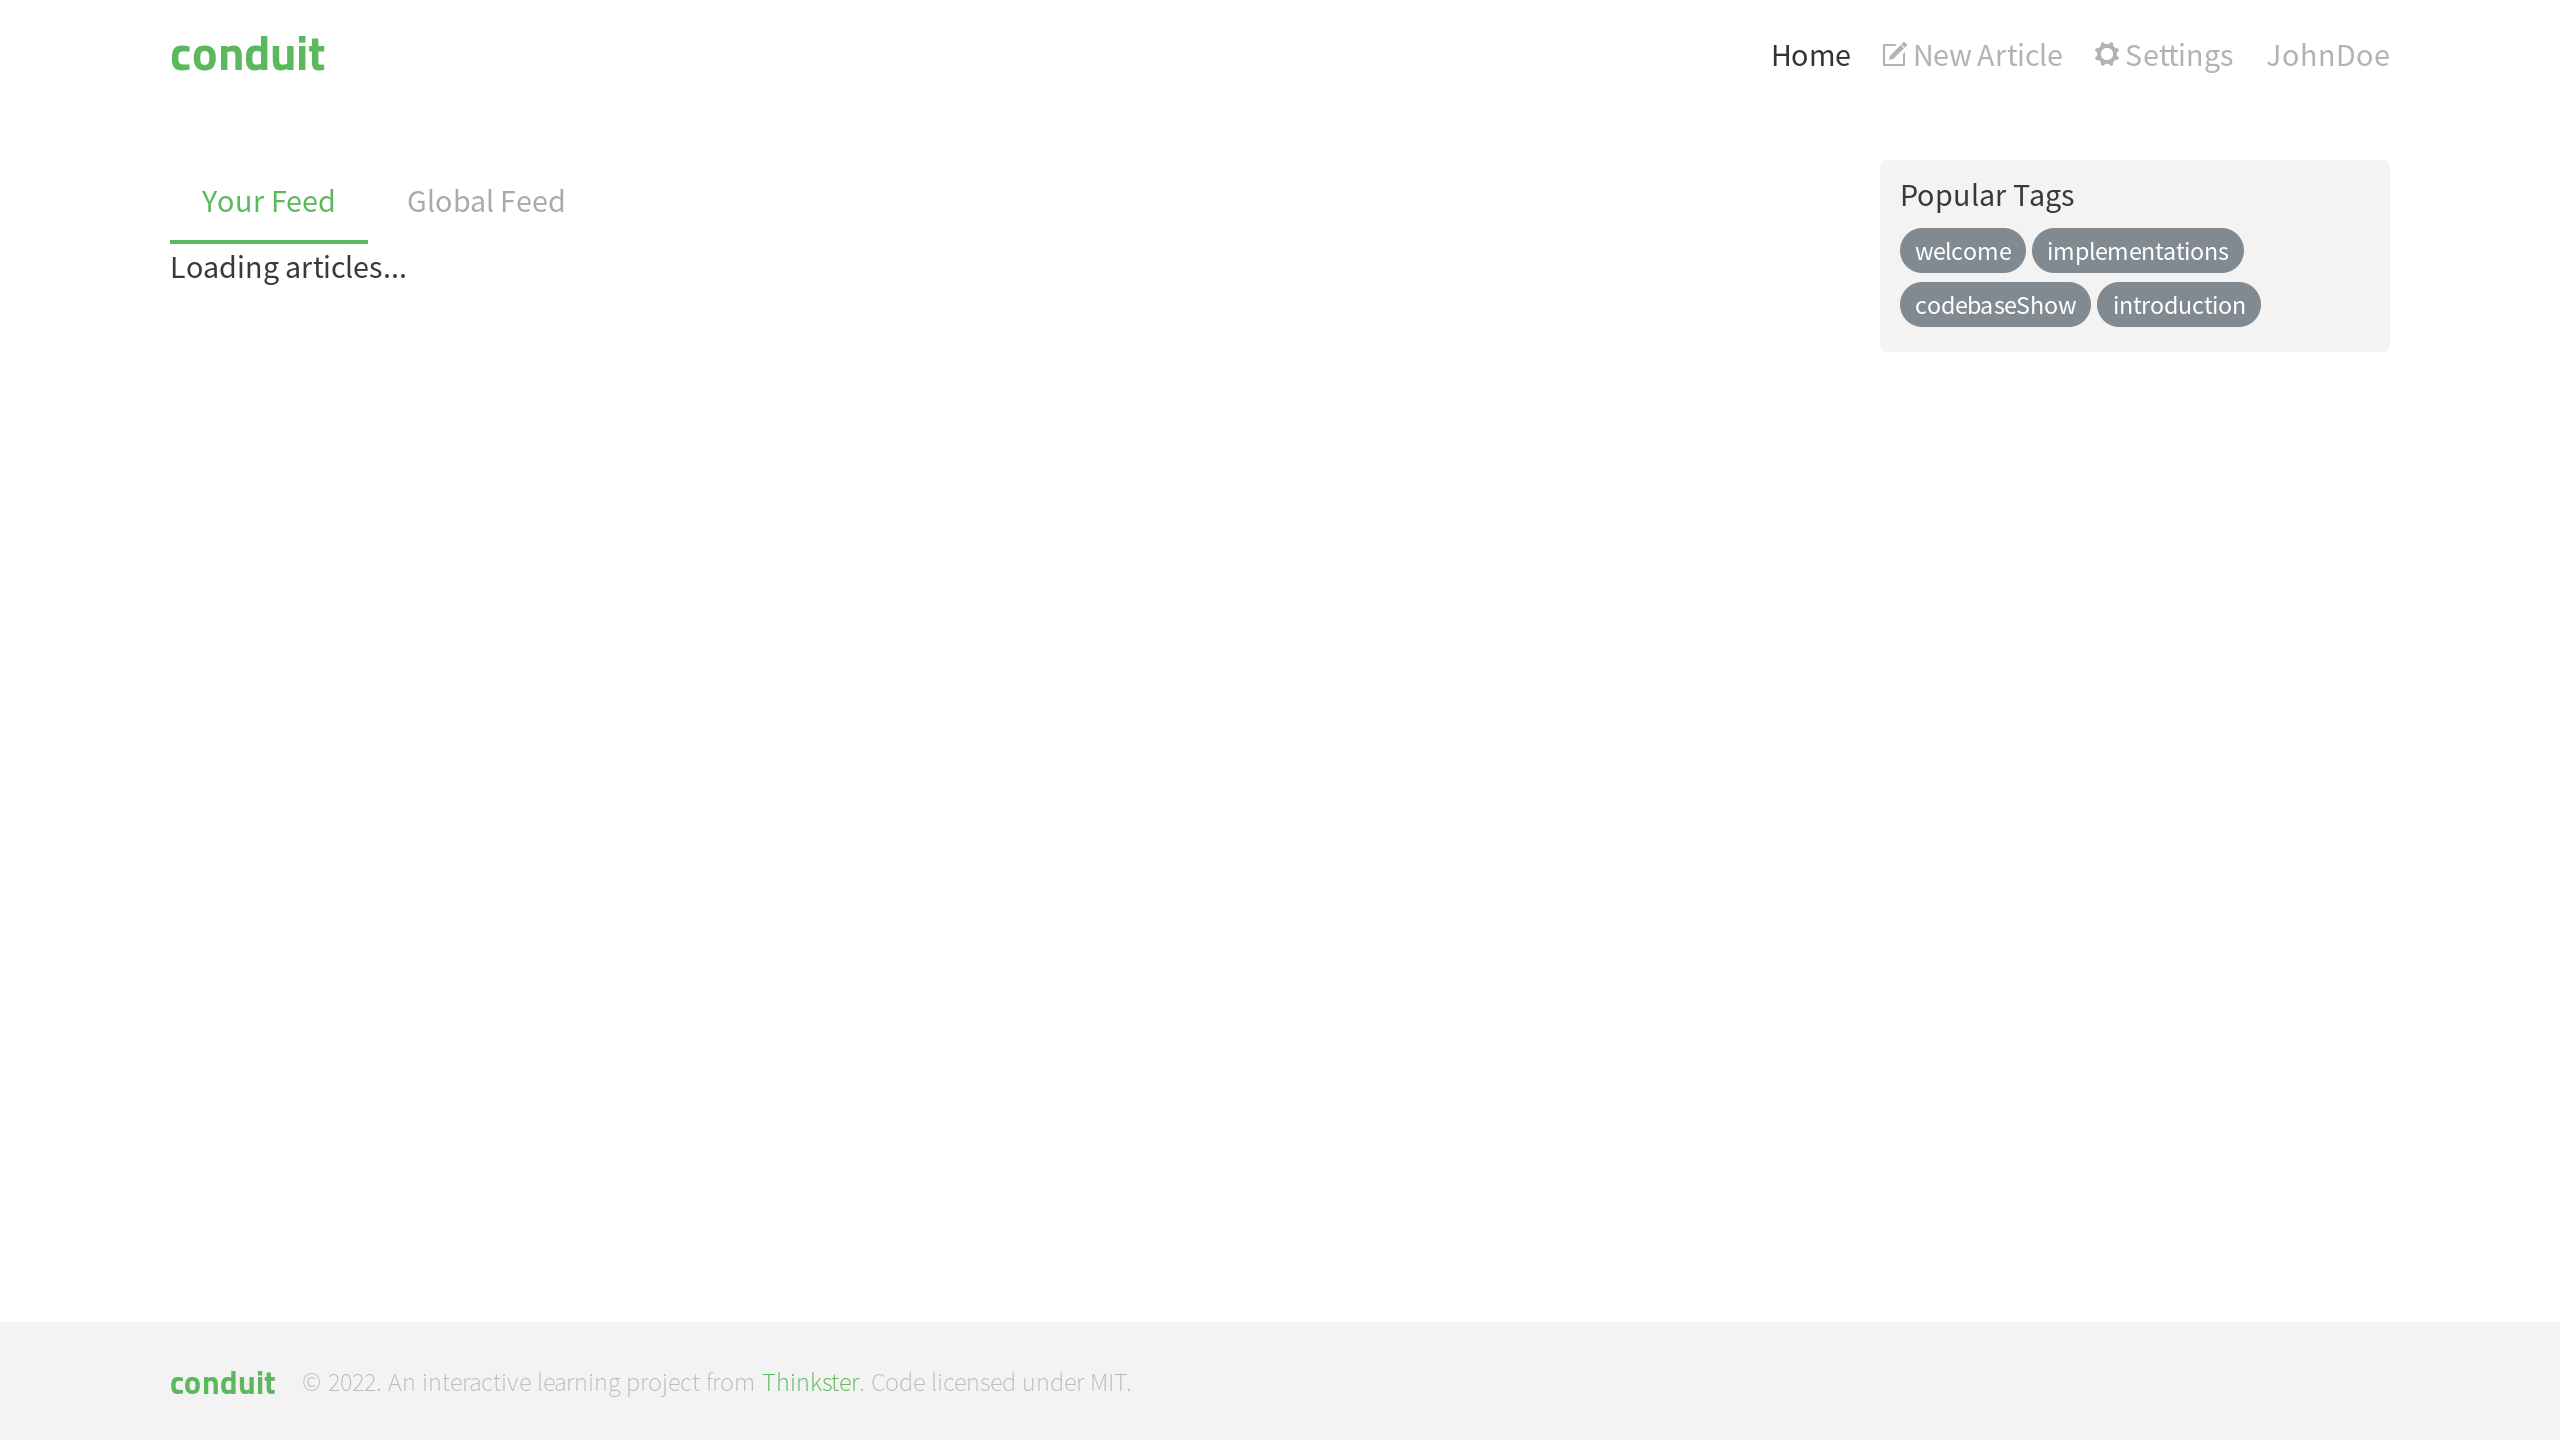 conduit
Home New Article Settings JohnDoe
Your Feed Global Feed
Loading articles...
Popular Tags
welcome implementations
codebaseShow introduction
conduit © 2022. An interactive learning project from Thinkster. Code licensed under MIT.